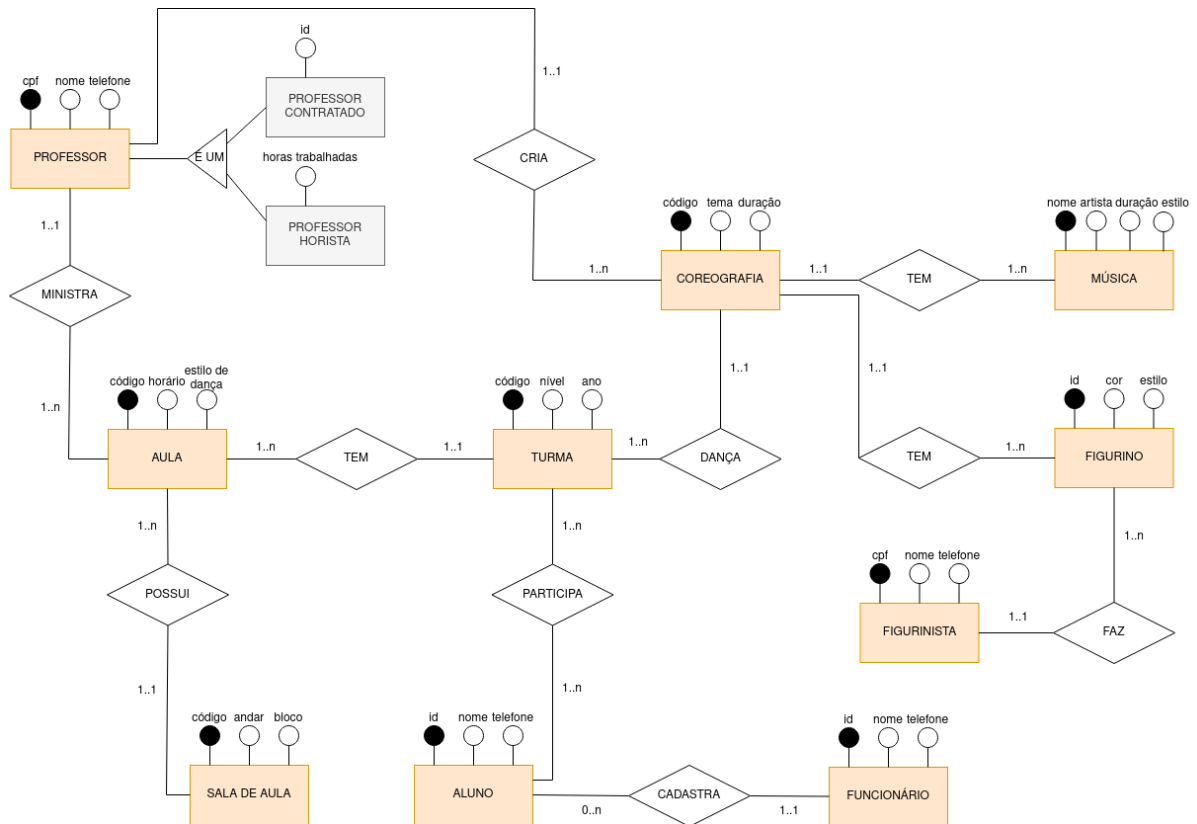 id
cpf nome telefone
1..1
PROFESSOR
CONTRATADO
PROFESSOR
É UM
horas trabalhadas
CRIA
código tema duração
nome artista duração estilo
1..1
PROFESSOR
HORISTA
1..n
COREOGRAFIA
1..1
TEM
1..n
MÚSICA
MINISTRA
código horário estilo de
dança
código nível ano
1..1
1..1
id cor estilo
1..n
AULA
1..n
TEM
1..1
TURMA
1..n
DANÇA
TEM
1..n
FIGURINO
1..n
1..n
1..n
cpf nome telefone
POSSUI
PARTICIPA
FIGURINISTA
1..1
FAZ
1..1
1..n
código andar bloco
id nome telefone
id nome telefone
SALA DE AULA
ALUNO
0..n
CADASTRA
1..1
FUNCIONÁRIO